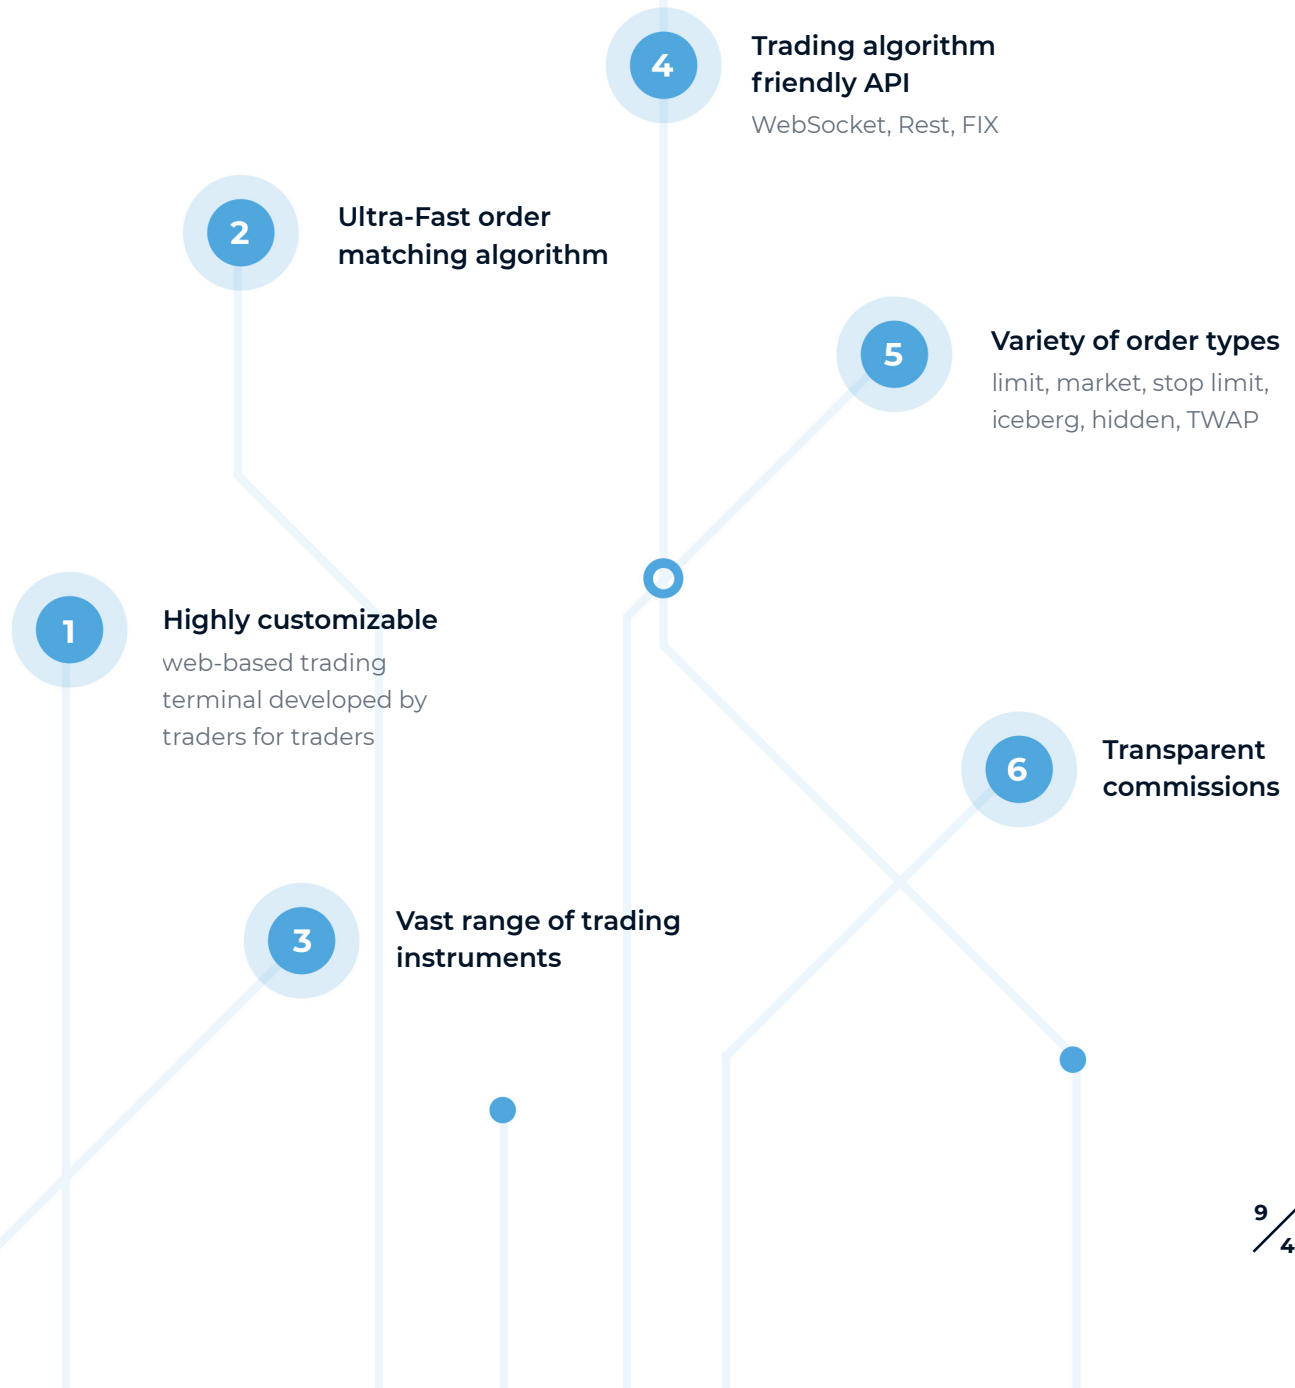 4
Trading algorithm
friendly API
WebSocket, Rest, FIX
2
Ultra-Fast order
matching algorithm
5
Variety of order types
limit, market, stop limit,
iceberg, hidden, TWAP
1
Highly customizable
web-based trading
terminal developed by
traders for traders
6
Transparent
commissions
3
Vast range of trading
instruments
9
4